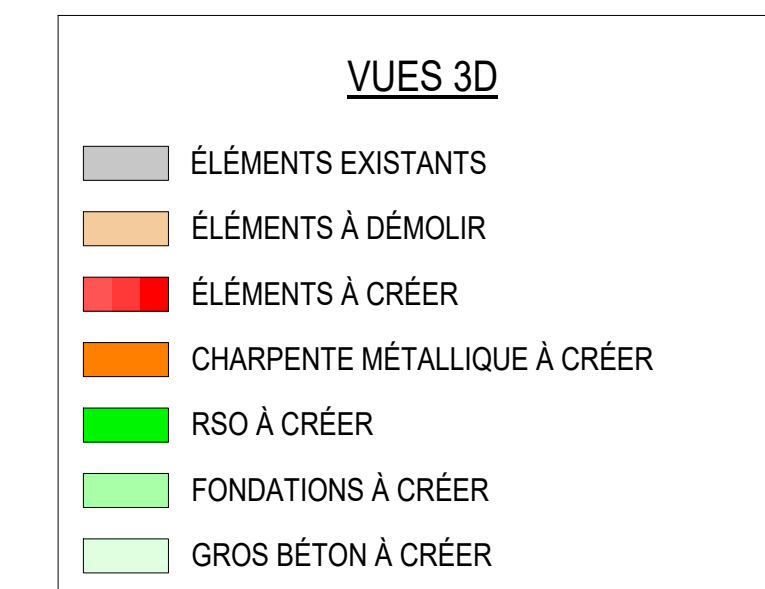 VUES 3D
ÉLÉMENTS EXISTANTS
ÉLÉMENTS À DÉMOLIR
ÉLÉMENTS À CRÉER
CHARPENTE MÉTALLIQUE À CRÉER
RSO À CRÉER
FONDATIONS À CRÉER
GROS BÉTON À CRÉER